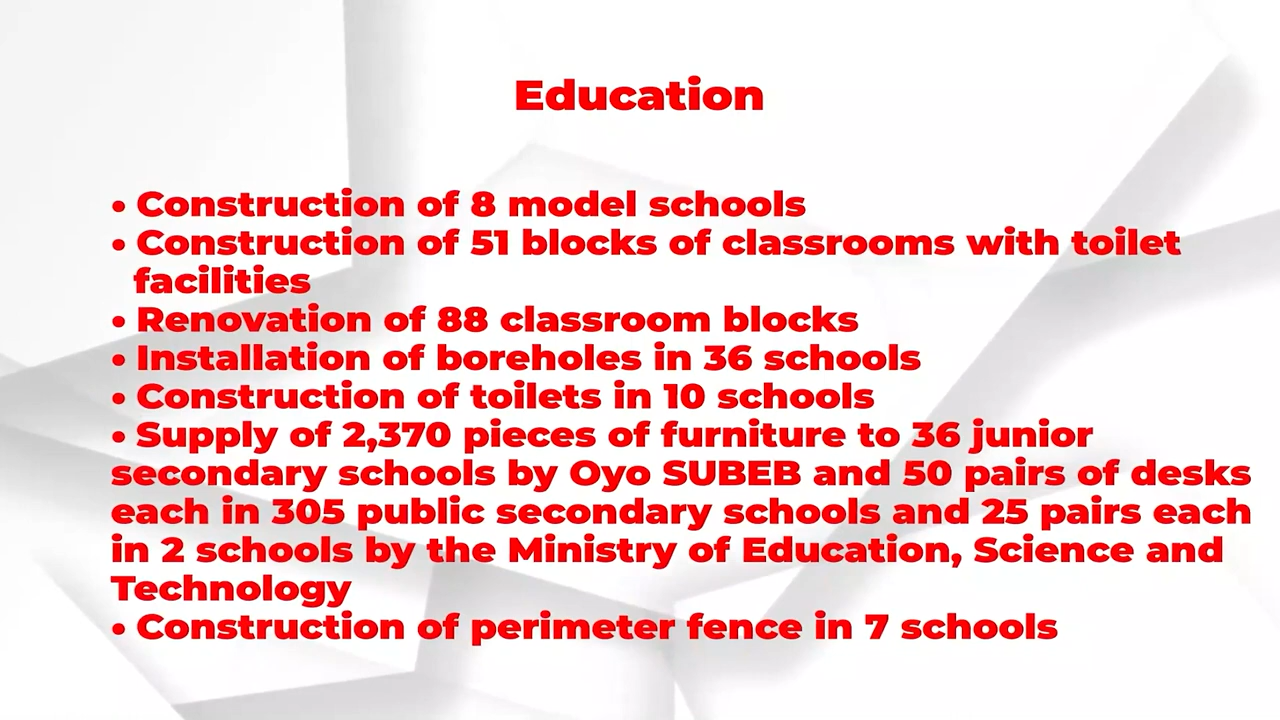 Education
• Construction of 8 model schools
• Construction of 51 blocks of classrooms with toilet
facilities
• Renovation of 88 classroom blocks
• Installation of boreholes in 36 schools
• Construction of toilets in 10 schools
• Supply of 2,370 pieces of furniture to 36 junior
secondary schools by Oyo SUBEB and 50 pairs of desks
each in 305 public secondary schools and 25 pairs each
in 2 schools by the Ministry of Education, Science and
Technology
• Construction of perimeter fence in 7 schools